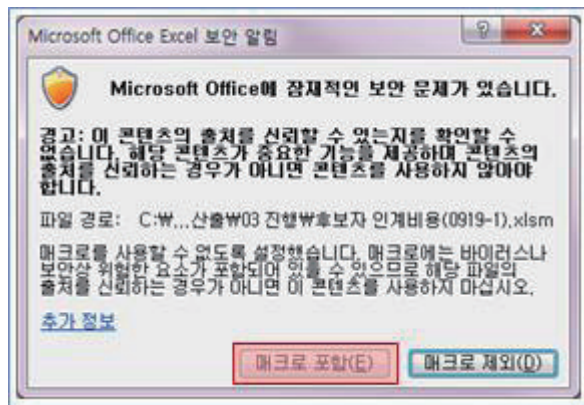 Microsoft Office Excel 보안 알림
Microsoft Office에 잠재적인 보안 문제가 있습니다.
경고: 이 콘텐츠의 출처를 신뢰할 수 있는지를 확인할 수
없습니다. 해당 콘텐츠가 중요한 기능을 제공하며 콘텐츠의
출처를 신뢰하는 경우가 아니면 콘텐츠를 사용하지 않아야
합니다.
파일 경로: C:₩...산출₩03 진행₩후보자 인계비용(0919-1).xlsm
매크로를 사용할 수 없도록 설정했습니다. 매크로에는 바이러스나
보안상 위험한 요소가 포함되어 있을 수 있으므로 해당 파일의
출처를 신뢰하는 경우가 아니면 이 콘텐츠를 사용하지 마십시오.
추가 정보
매크로 포함(E)
매크로 제외(D)